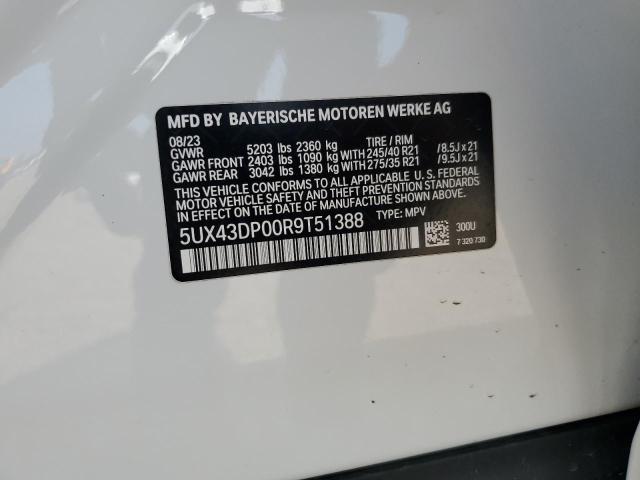 MFD BY BAYERISCHE MOTOREN WERKE AG
08/23 5203 lbs 2360 kg TIRE / RIM
GVWR
GAWR FRONT 2403 lbs 1090 kg WITH 245/40 R21 /8.5J x 21
GAWR REAR 3042 lbs 1380 kg WITH 275/35 R21 /9.5J x 21
THIS VEHICLE CONFORMS TO ALL APPLICABLE U. S. FEDERAL
MOTOR VEHICLE SAFETY, BUMPER, AND THEFT PREVENTION STANDARDS
IN EFFECT ON THE DATE OF MANUFACTURE SHOWN ABOVE.
5UX43DP00R9T51388 TYPE: MPV
300U
7 320 730